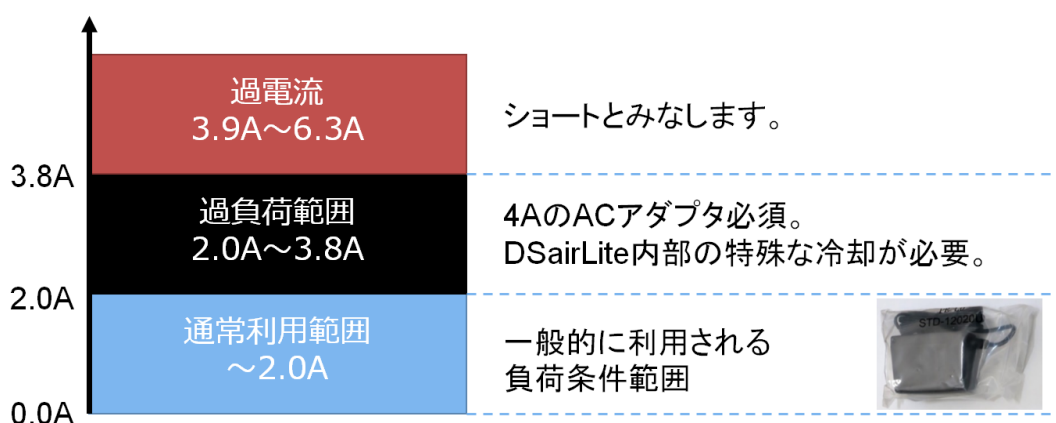 過電流
3.9A～6.3A
ショートとみなします。
3.8A
過負荷範囲
2.0A～3.8A
4AのACアダプタ必須。
DSairLite内部の特殊な冷却が必要。
2.0A
通常利用範囲
～2.0A
一般的に利用される
負荷条件範囲
0.0A